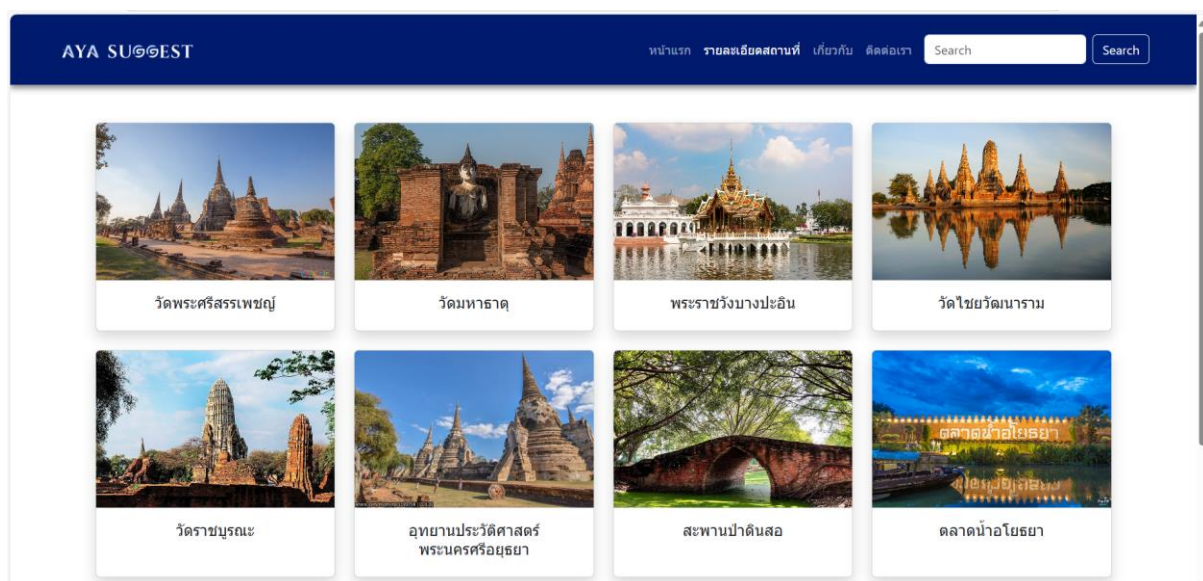 AYA SUGGEST
หน้าแรก รายละเอียดสถานที่ เกี่ยวกับ ติดต่อเรา Search Search
วัดพระศรีสรรเพชญ์ วัดมหาธาตุ พระราชวังบางปะอิน วัดไชยวัฒนาราม
ตลาดน้ำอโยธยา
วัดราชบูรณะ อุทยานประวัติศาสตร์ สะพานป่าดินสอ ตลาดน้ำอโยธยา
พระนครศรีอยุธยา